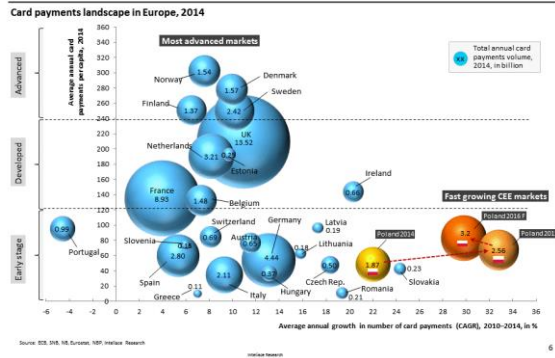 Card payments landscape in Europe, 2014
Most advanced markets
Total annual card
payments volume,
2014, in billion
xx
Average annual card
payments per capita, 2014
Advanced
Developed
Early stage
360
340
320
300
280
260
240
220
200
180
160
140
120
100
80
60
40
20
0
Norway
1.54
Denmark
1.57
Sweden
2.42
Finland
1.37
UK
13.52
Netherlands
3.21
0.29
Estonia
Ireland
0.66
France
8.93
1.48
Belgium
Fast growing CEE markets
Poland 2016 F
3.2
Poland 201
2.56
Poland 2014
1.87
0.99
Portugal
Switzerland
0.69
Germany
4.44
Latvia
0.19
Slovenia
Austria
0.65
0.18
Lithuania
Spain
2.80
2.11
Italy
Hungary
0.50
Czech Rep.
0.23
Slovakia
Romania
0.21
0.11
Greece
-6 -4 -2 0 2 4 6 8 10 12 14 16 18 20 22 24 26 28 30 32 34 36
Average annual growth in number of card payments (CAGR), 2010–2014, in %
Source: ECB, SNB, NB, Eurostat, NBP, Intelace Research
Intelace Research
6